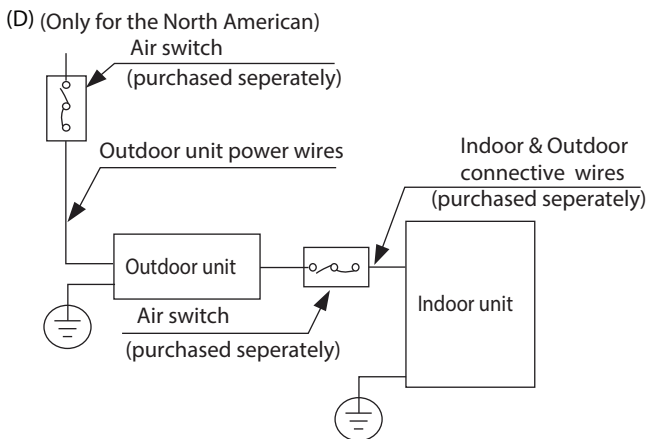 (D) (Only for the North American)
Air switch
(purchased seperately)
Outdoor unit power wires
Indoor & Outdoor
connective wires
(purchased seperately)
Outdoor unit
Indoor unit
Air switch
(purchased seperately)